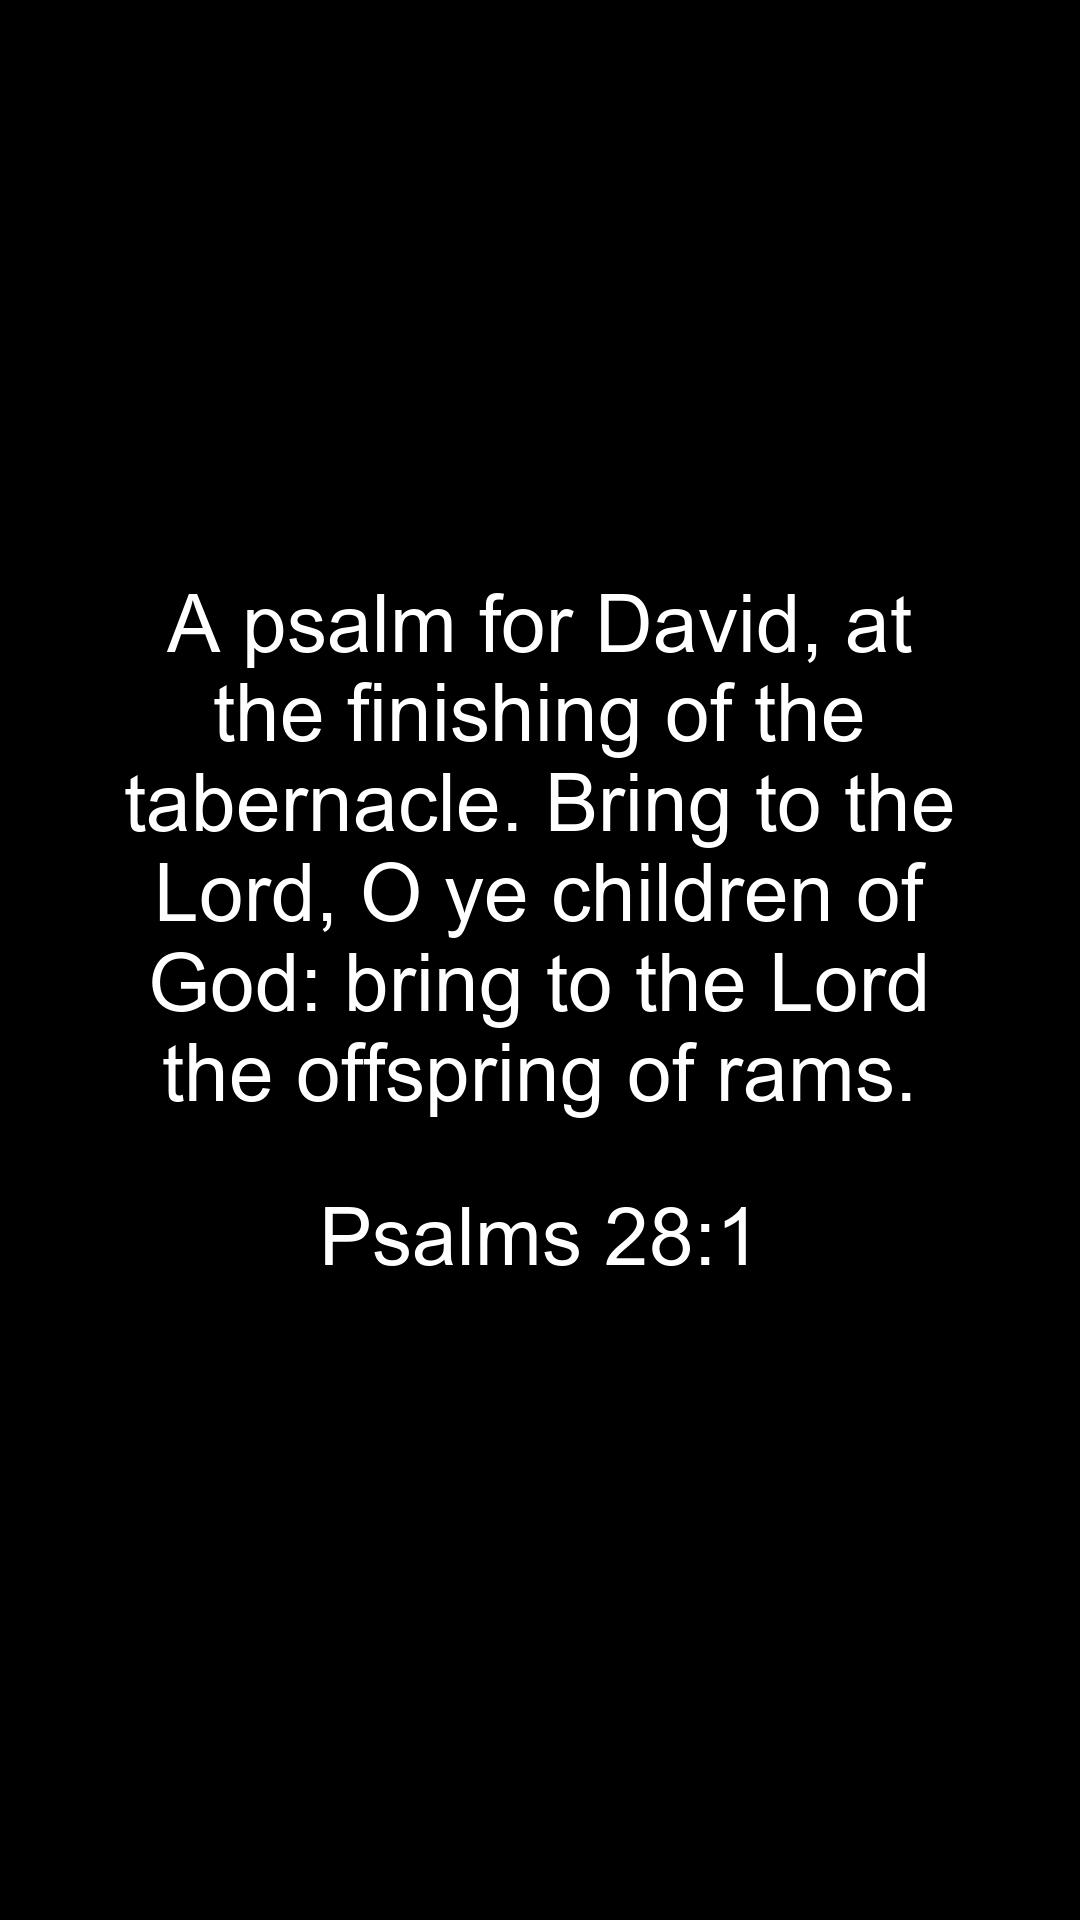 A psalm for David, at
the finishing of the
tabernacle. Bring to the
Lord, O ye children of
God: bring to the Lord
the offspring of rams.
Psalms 28:1